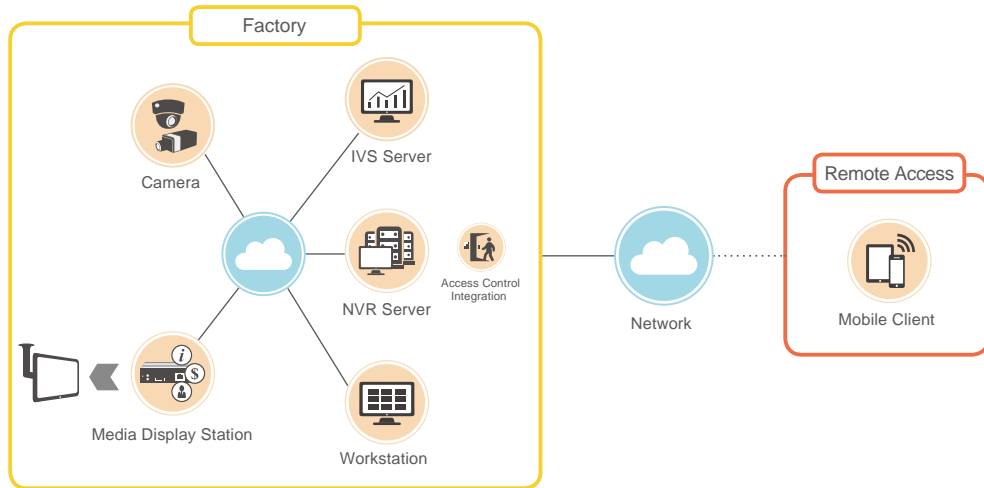 Factory
IVS Server
Camera
Remote Access
NVR Server
Access Control
Integration
Network
Mobile Client
i
$
Media Display Station
Workstation